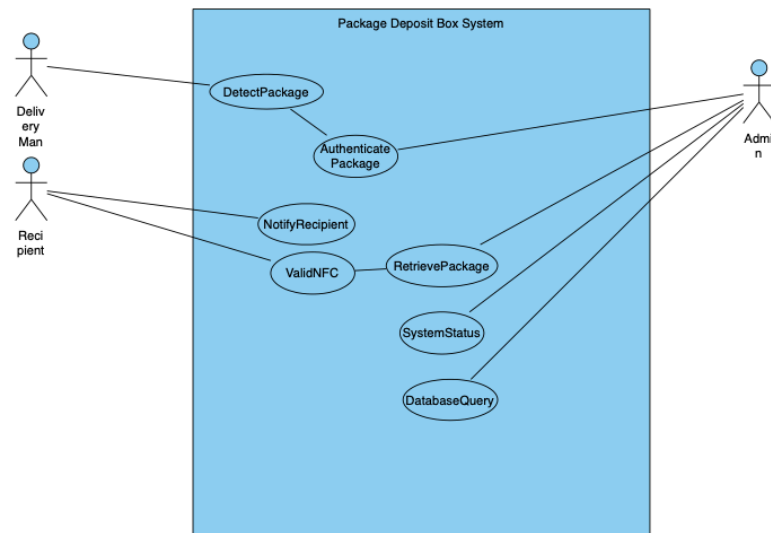 Package Deposit Box System
Deliv
ery
Man
DetectPackage
Authenticate
Package
Admi
n
Reci
pient
NotifyRecipient
ValidNFC
RetrievePackage
SystemStatus
DatabaseQuery